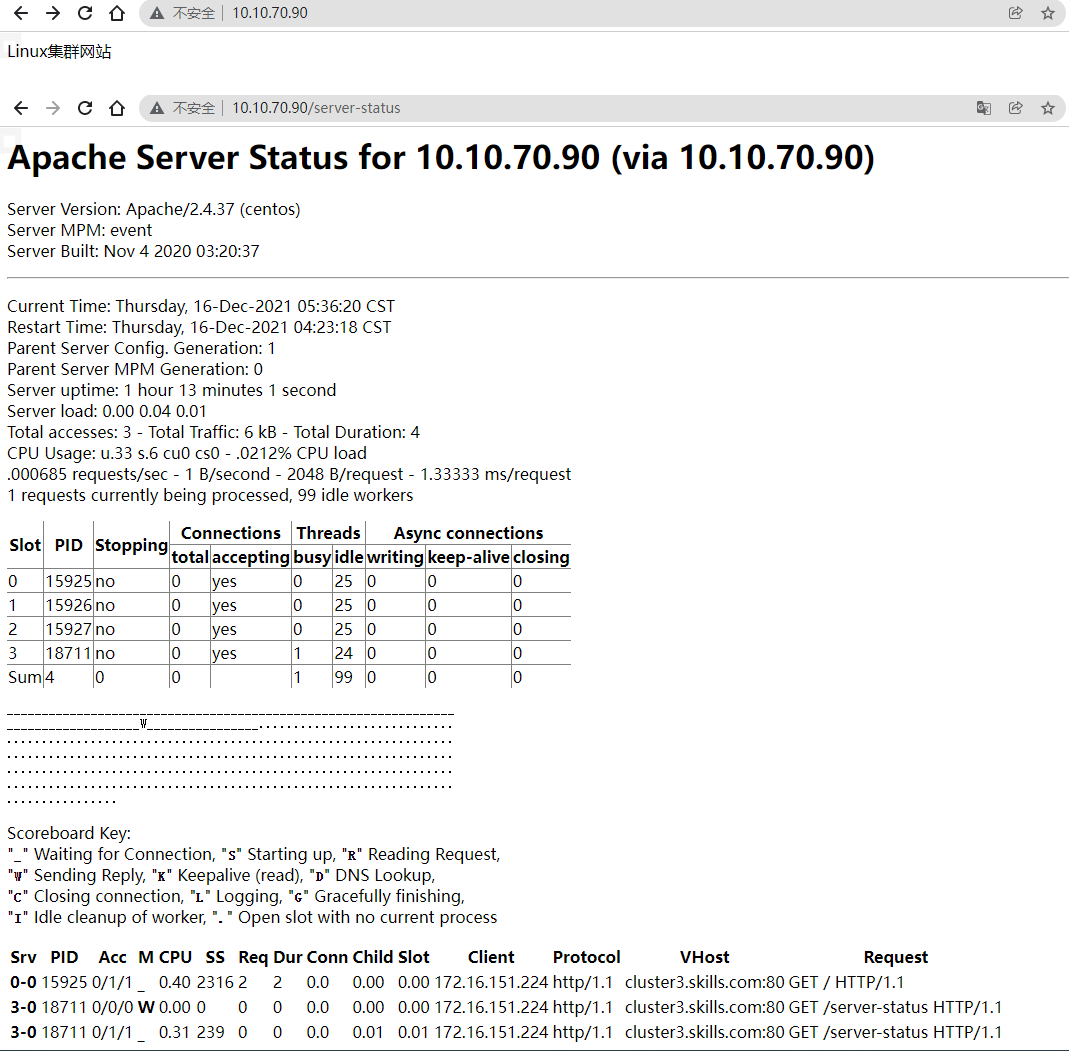 不安全 | 10.10.70.90
Linux集群网站
不安全 | 10.10.70.90/server-status
Apache Server Status for 10.10.70.90 (via 10.10.70.90)
Server Version: Apache/2.4.37 (centos)
Server MPM: event
Server Built: Nov 4 2020 03:20:37
Current Time: Thursday, 16-Dec-2021 05:36:20 CST
Restart Time: Thursday, 16-Dec-2021 04:23:18 CST
Parent Server Config. Generation: 1
Parent Server MPM Generation: 0
Server uptime: 1 hour 13 minutes 1 second
Server load: 0.00 0.04 0.01
Total accesses: 3 - Total Traffic: 6 kB - Total Duration: 4
CPU Usage: u.33 s.6 cu0 cs0 - .0212% CPU load
.000685 requests/sec - 1 B/second - 2048 B/request - 1.33333 ms/request
1 requests currently being processed, 99 idle workers
Slot PID Stopping Connections Threads Async connections
total accepting busy idle writing keep-alive closing
0 15925 no 0 yes 0 25 0 0 0
1 15926 no 0 yes 0 25 0 0 0
2 15927 no 0 yes 0 25 0 0 0
3 18711 no 0 yes 1 24 0 0 0
Sum 4 0 0 1 99 0 0 0
________________________________________________________________
___________________W________________............................
................................................................
................................................................
................................................................
................................................................
................
Scoreboard Key:
"_" Waiting for Connection, "S" Starting up, "R" Reading Request,
"W" Sending Reply, "K" Keepalive (read), "D" DNS Lookup,
"C" Closing connection, "L" Logging, "G" Gracefully finishing,
"I" Idle cleanup of worker, "." Open slot with no current process
Srv PID Acc M CPU SS Req Dur Conn Child Slot Client Protocol VHost Request
0-0 15925 0/1/1 _ 0.40 2316 2 2 0.0 0.00 0.00 172.16.151.224 http/1.1 cluster3.skills.com:80 GET / HTTP/1.1
3-0 18711 0/0/0 W 0.00 0 0 0 0.0 0.00 0.00 172.16.151.224 http/1.1 cluster3.skills.com:80 GET /server-status HTTP/1.1
3-0 18711 0/1/1 _ 0.31 239 0 0 0.0 0.01 0.01 172.16.151.224 http/1.1 cluster3.skills.com:80 GET /server-status HTTP/1.1